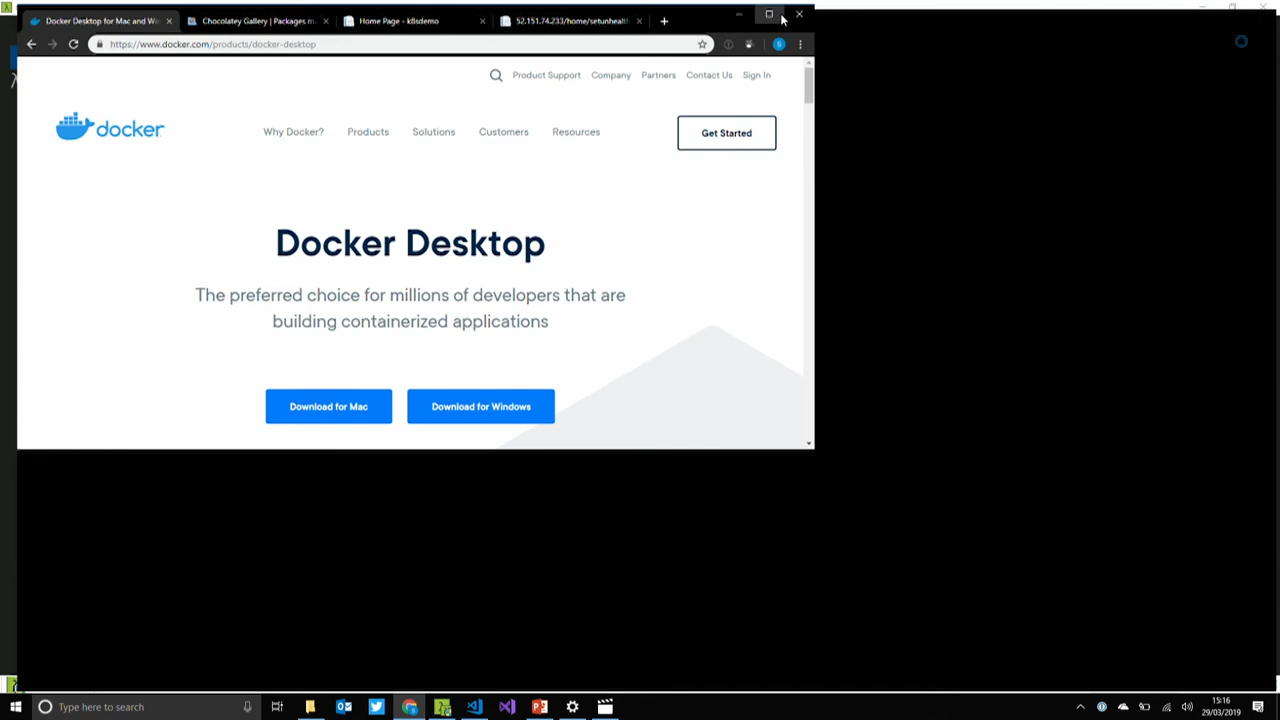 Docker Desktop for Mac and Wi
Chocolatey Gallery | Packages m
Home Page - k8sdemo
52.151.74.233/home/setunhealth
https://www.docker.com/products/docker-desktop
Product Support
Company
Partners
Contact Us
Sign In
docker
Why Docker?
Products
Solutions
Customers
Resources
Get Started
Docker Desktop
The preferred choice for millions of developers that are
building containerized applications
Download for Mac
Download for Windows
Type here to search
15:16
29/03/2019